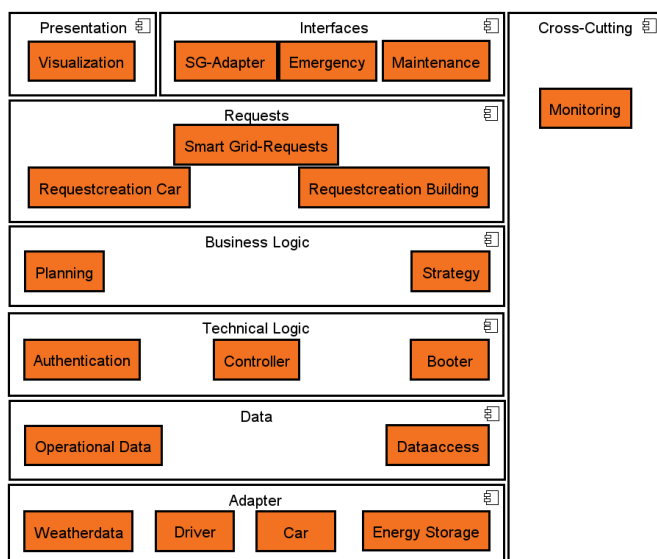 Presentation
Interfaces
Cross-Cutting
Visualization
SG-Adapter
Emergency
Maintenance
Monitoring
Requests
Smart Grid-Requests
Requestcreation Car
Requestcreation Building
Business Logic
Planning
Strategy
Technical Logic
Authentication
Controller
Booter
Data
Operational Data
Dataaccess
Adapter
Weatherdata
Driver
Car
Energy Storage